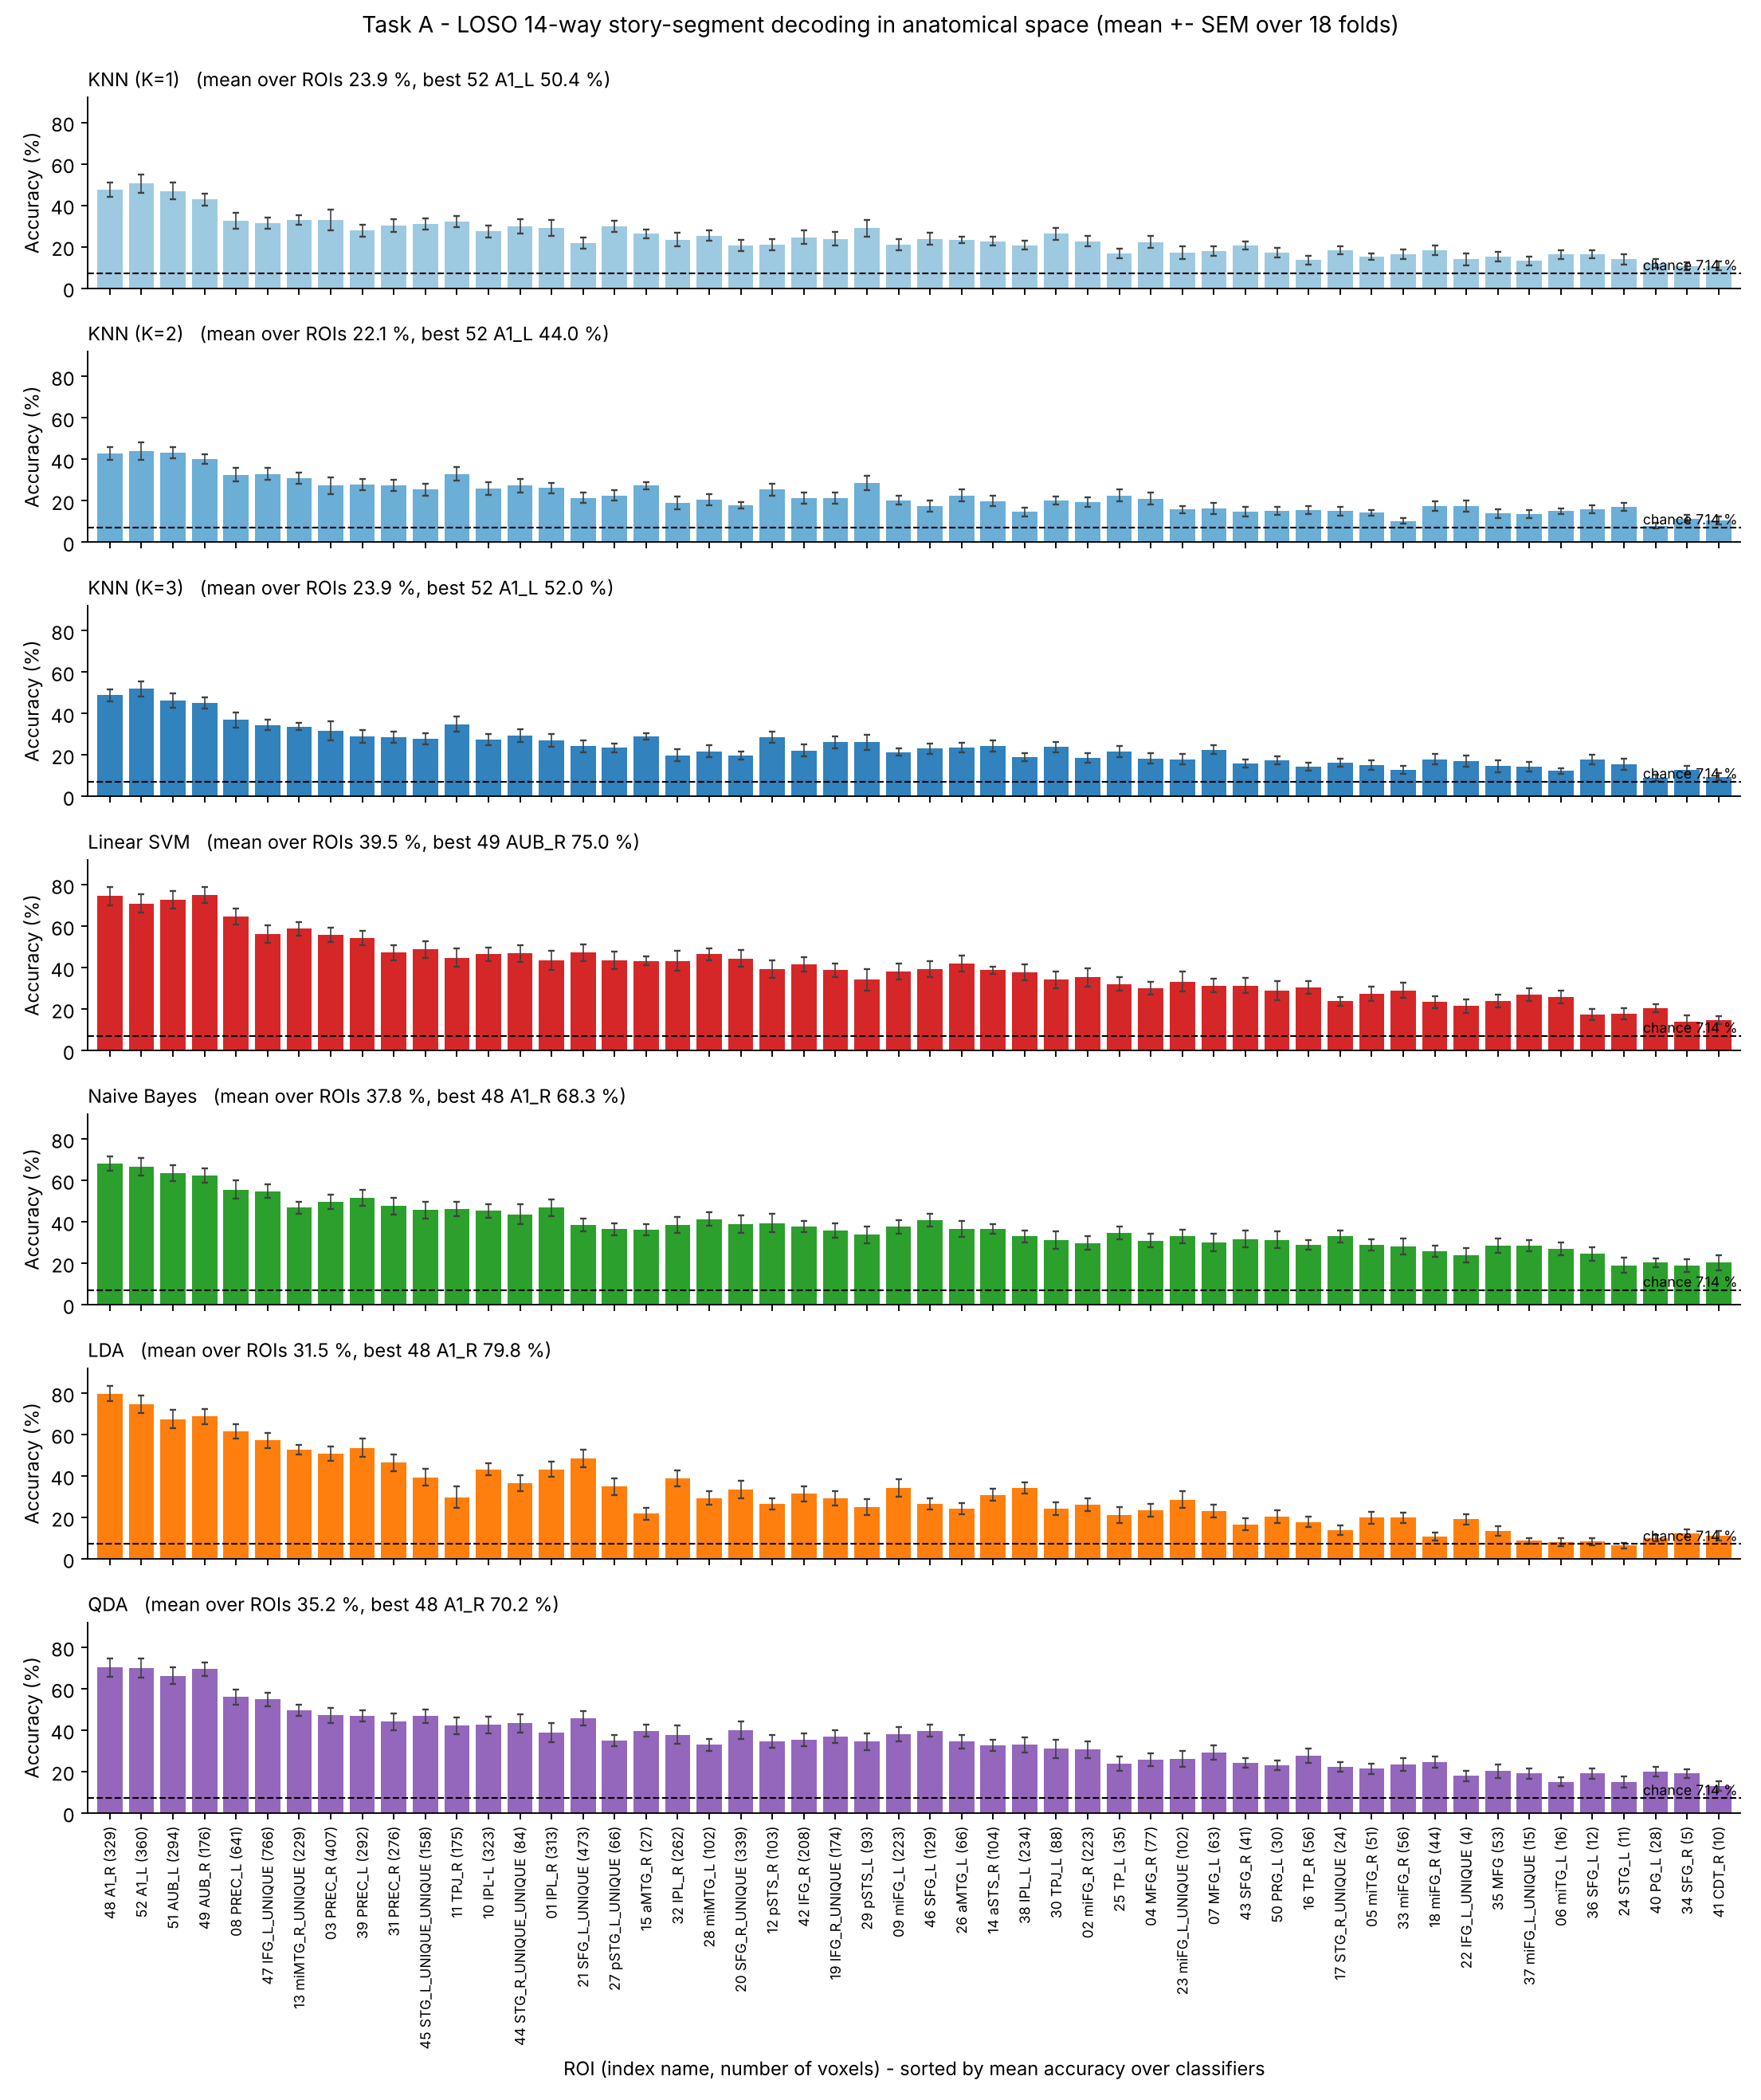 Task A - LOSO 14-way story-segment decoding in anatomical space (mean +- SEM over 18 folds)
KNN (K=1) (mean over ROIs 23.9 %, best 52 A1_L 50.4 %)
Accuracy (%)
80
60
40
20
0
chance 7.14 %
KNN (K=2) (mean over ROIs 22.1 %, best 52 A1_L 44.0 %)
Accuracy (%)
80
60
40
20
0
chance 7.14 %
KNN (K=3) (mean over ROIs 23.9 %, best 52 A1_L 52.0 %)
Accuracy (%)
80
60
40
20
0
chance 7.14 %
Linear SVM (mean over ROIs 39.5 %, best 49 AUB_R 75.0 %)
Accuracy (%)
80
60
40
20
0
chance 7.14 %
Naive Bayes (mean over ROIs 37.8 %, best 48 A1_R 68.3 %)
Accuracy (%)
80
60
40
20
0
chance 7.14 %
LDA (mean over ROIs 31.5 %, best 48 A1_R 79.8 %)
Accuracy (%)
80
60
40
20
0
chance 7.14 %
QDA (mean over ROIs 35.2 %, best 48 A1_R 70.2 %)
Accuracy (%)
80
60
40
20
0
chance 7.14 %
48 A1_R (329)
52 A1_L (360)
51 AUB_L (294)
49 AUB_R (176)
08 PREC_L (641)
47 IFG_L_UNIQUE (766)
13 miMTG_R_UNIQUE (229)
03 PREC_R (407)
39 PREC_L (292)
31 PREC_R (276)
45 STG_L_UNIQUE_UNIQUE (158)
11 TPJ_R (175)
10 IPL-L (323)
44 STG_R_UNIQUE_UNIQUE (84)
01 IPL_R (313)
21 SFG_L_UNIQUE (473)
27 pSTG_L_UNIQUE (66)
15 aMTG_R (27)
32 IPL_R (262)
28 miMTG_L (102)
20 SFG_R_UNIQUE (339)
12 pSTS_R (103)
42 IFG_R (208)
19 IFG_R_UNIQUE (174)
29 pSTS_L (93)
09 miFG_L (223)
46 SFG_L (129)
26 aMTG_L (66)
14 aSTS_R (104)
38 IPL_L (234)
30 TPJ_L (88)
02 miFG_R (223)
25 TP_L (35)
04 MFG_R (77)
23 miFG_L_UNIQUE (102)
07 MFG_L (63)
43 SFG_R (41)
50 PRG_L (30)
16 TP_R (56)
17 STG_R_UNIQUE (24)
05 miTG_R (51)
33 miFG_R (56)
18 miFG_R (44)
22 IFG_L_UNIQUE (4)
35 MFG (53)
37 miFG_L_UNIQUE (15)
06 miTG_L (16)
36 SFG_L (12)
24 STG_L (11)
40 PG_L (28)
34 SFG_R (5)
41 CDT_R (10)
ROI (index name, number of voxels) - sorted by mean accuracy over classifiers